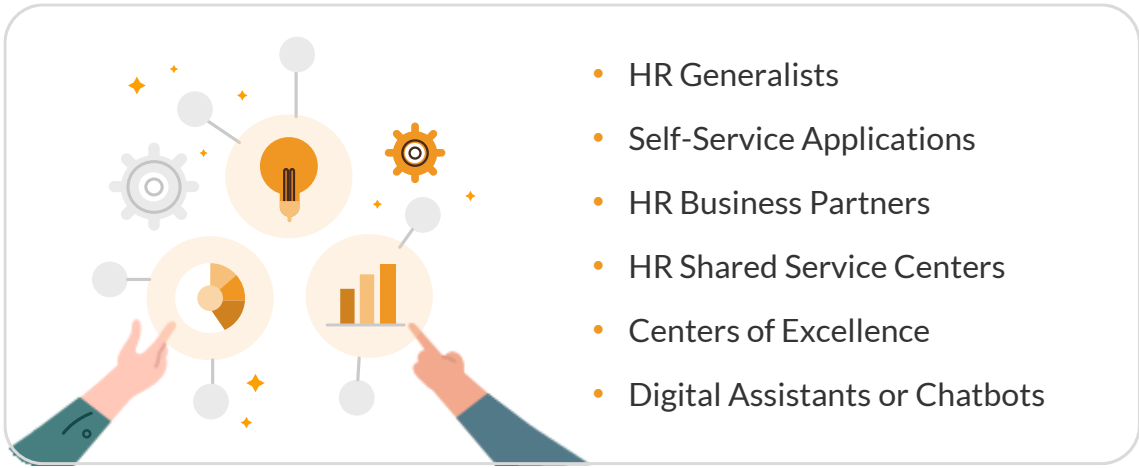 • HR Generalists
• Self-Service Applications
• HR Business Partners
• HR Shared Service Centers
• Centers of Excellence
• Digital Assistants or Chatbots